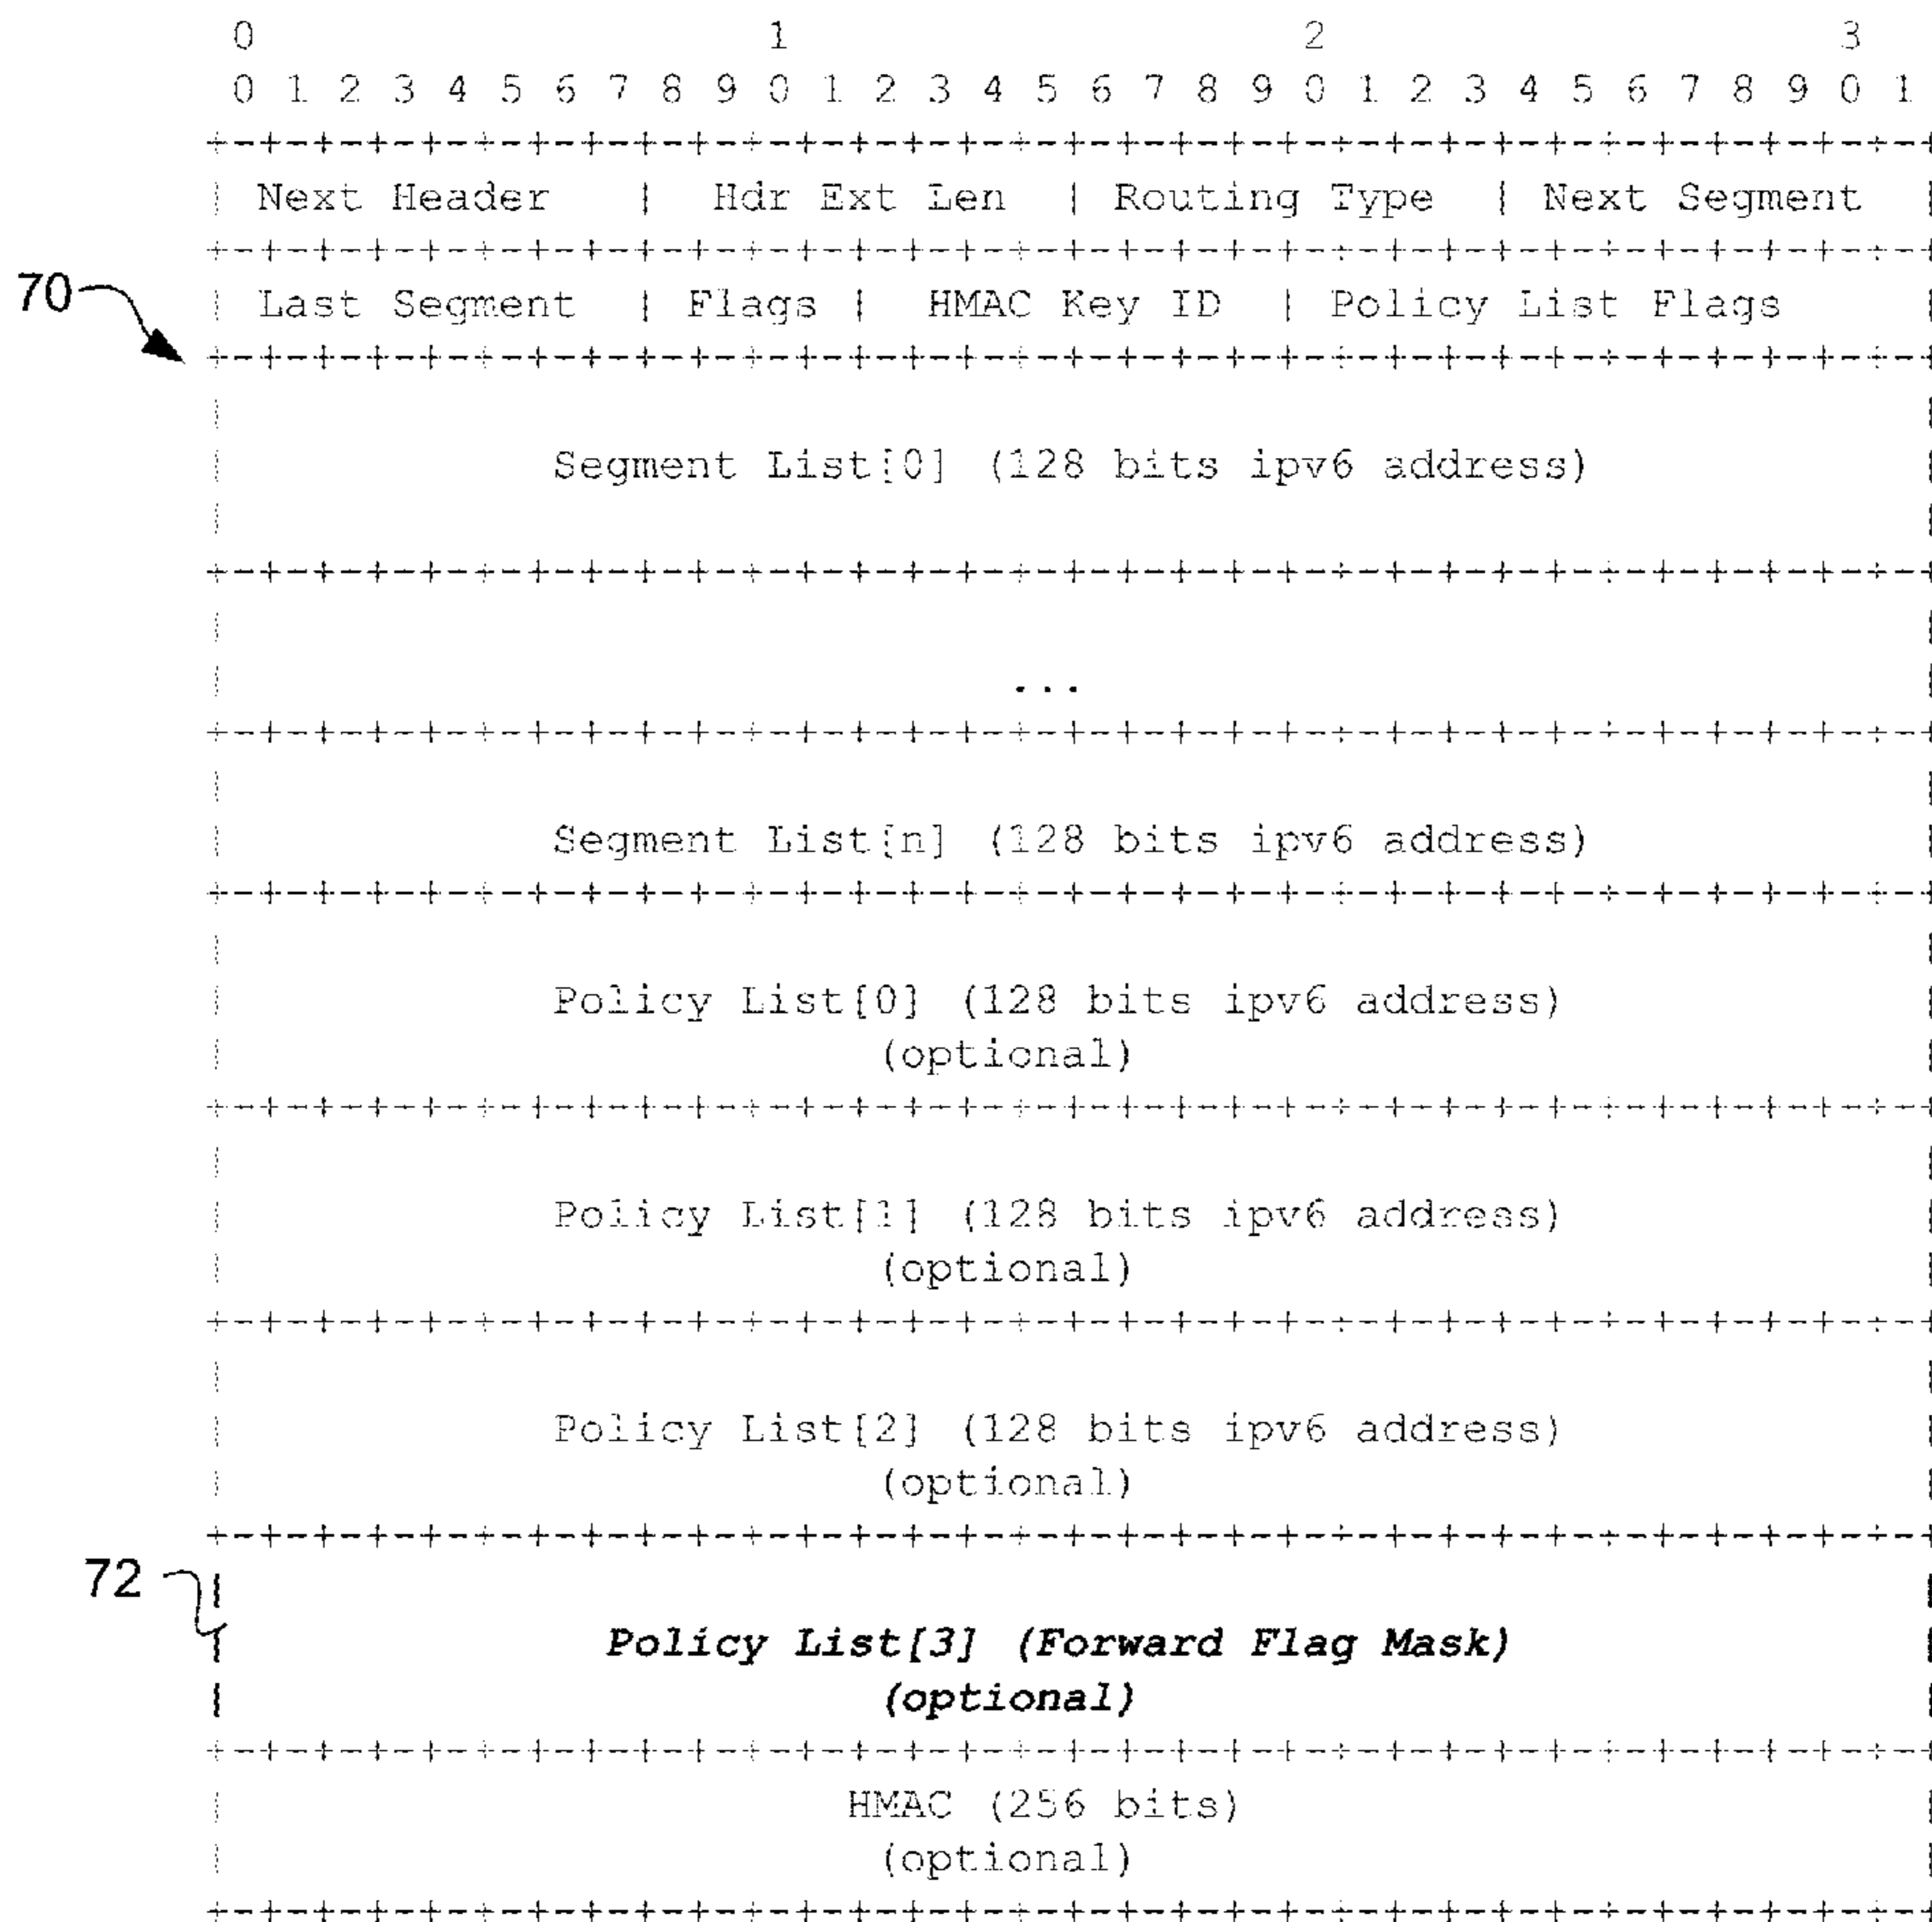 0                   1                   2                   3
0 1 2 3 4 5 6 7 8 9 0 1 2 3 4 5 6 7 8 9 0 1 2 3 4 5 6 7 8 9 0 1
+-+-+-+-+-+-+-+-+-+-+-+-+-+-+-+-+-+-+-+-+-+-+-+-+-+-+-+-+-+-+-+-+
| Next Header   |  Hdr Ext Len  | Routing Type  | Next Segment  |
+-+-+-+-+-+-+-+-+-+-+-+-+-+-+-+-+-+-+-+-+-+-+-+-+-+-+-+-+-+-+-+-+
70
| Last Segment  | Flags |  HMAC Key ID  | Policy List Flags     |
+-+-+-+-+-+-+-+-+-+-+-+-+-+-+-+-+-+-+-+-+-+-+-+-+-+-+-+-+-+-+-+-+
| Segment List[0] (128 bits ipv6 address) |
+-+-+-+-+-+-+-+-+-+-+-+-+-+-+-+-+-+-+-+-+-+-+-+-+-+-+-+-+-+-+-+-+
| ... |
+-+-+-+-+-+-+-+-+-+-+-+-+-+-+-+-+-+-+-+-+-+-+-+-+-+-+-+-+-+-+-+-+
| Segment List[n] (128 bits ipv6 address) |
+-+-+-+-+-+-+-+-+-+-+-+-+-+-+-+-+-+-+-+-+-+-+-+-+-+-+-+-+-+-+-+-+
| Policy List[0] (128 bits ipv6 address) |
| (optional) |
+-+-+-+-+-+-+-+-+-+-+-+-+-+-+-+-+-+-+-+-+-+-+-+-+-+-+-+-+-+-+-+-+
| Policy List[1] (128 bits ipv6 address) |
| (optional) |
+-+-+-+-+-+-+-+-+-+-+-+-+-+-+-+-+-+-+-+-+-+-+-+-+-+-+-+-+-+-+-+-+
| Policy List[2] (128 bits ipv6 address) |
| (optional) |
+-+-+-+-+-+-+-+-+-+-+-+-+-+-+-+-+-+-+-+-+-+-+-+-+-+-+-+-+-+-+-+-+
72
| Policy List[3] (Forward Flag Mask) |
| (optional) |
+-+-+-+-+-+-+-+-+-+-+-+-+-+-+-+-+-+-+-+-+-+-+-+-+-+-+-+-+-+-+-+-+
| HMAC (256 bits) |
| (optional) |
+-+-+-+-+-+-+-+-+-+-+-+-+-+-+-+-+-+-+-+-+-+-+-+-+-+-+-+-+-+-+-+-+